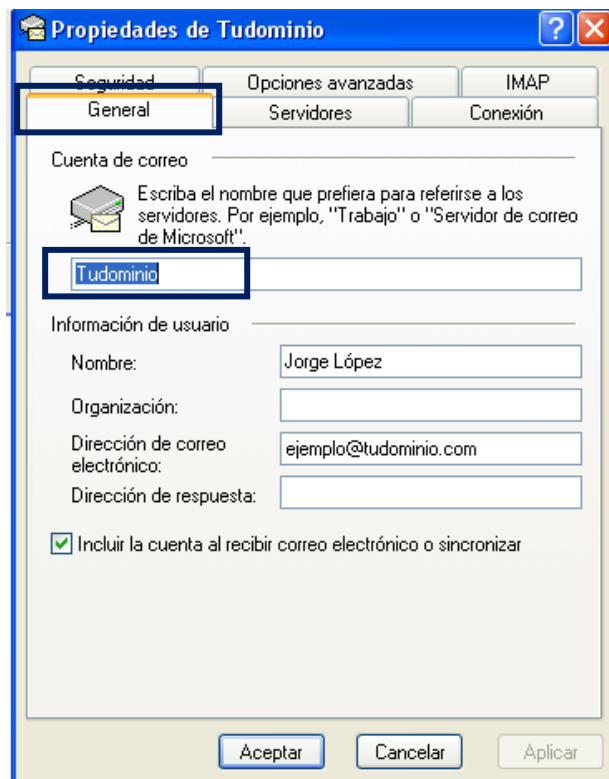 Propiedades de Tudominio
Seguridad
Opciones avanzadas
IMAP
General
Servidores
Conexión
Cuenta de correo
Escriba el nombre que prefiera para referirse a los
servidores. Por ejemplo, "Trabajo" o "Servidor de correo
de Microsoft".
Tudominio
Información de usuario
Nombre:
Jorge López
Organización:
Dirección de correo
electrónico:
ejemplo@tudominio.com
Dirección de respuesta:
Incluir la cuenta al recibir correo electrónico o sincronizar
Aceptar
Cancelar
Aplicar